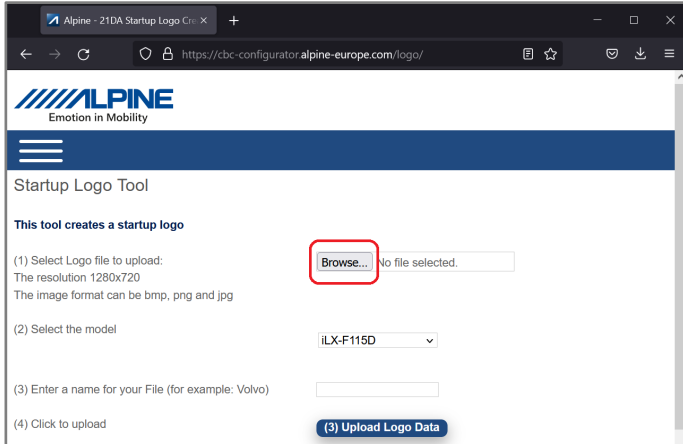 Alpine - 21DA Startup Logo Cre
https://cbc-configurator.alpine-europe.com/logo/
ALPINE
Emotion in Mobility
Startup Logo Tool
This tool creates a startup logo
(1) Select Logo file to upload:
Browse... No file selected.
The resolution 1280x720
The image format can be bmp, png and jpg
(2) Select the model
iLX-F115D
(3) Enter a name for your File (for example: Volvo)
(4) Click to upload
(3) Upload Logo Data